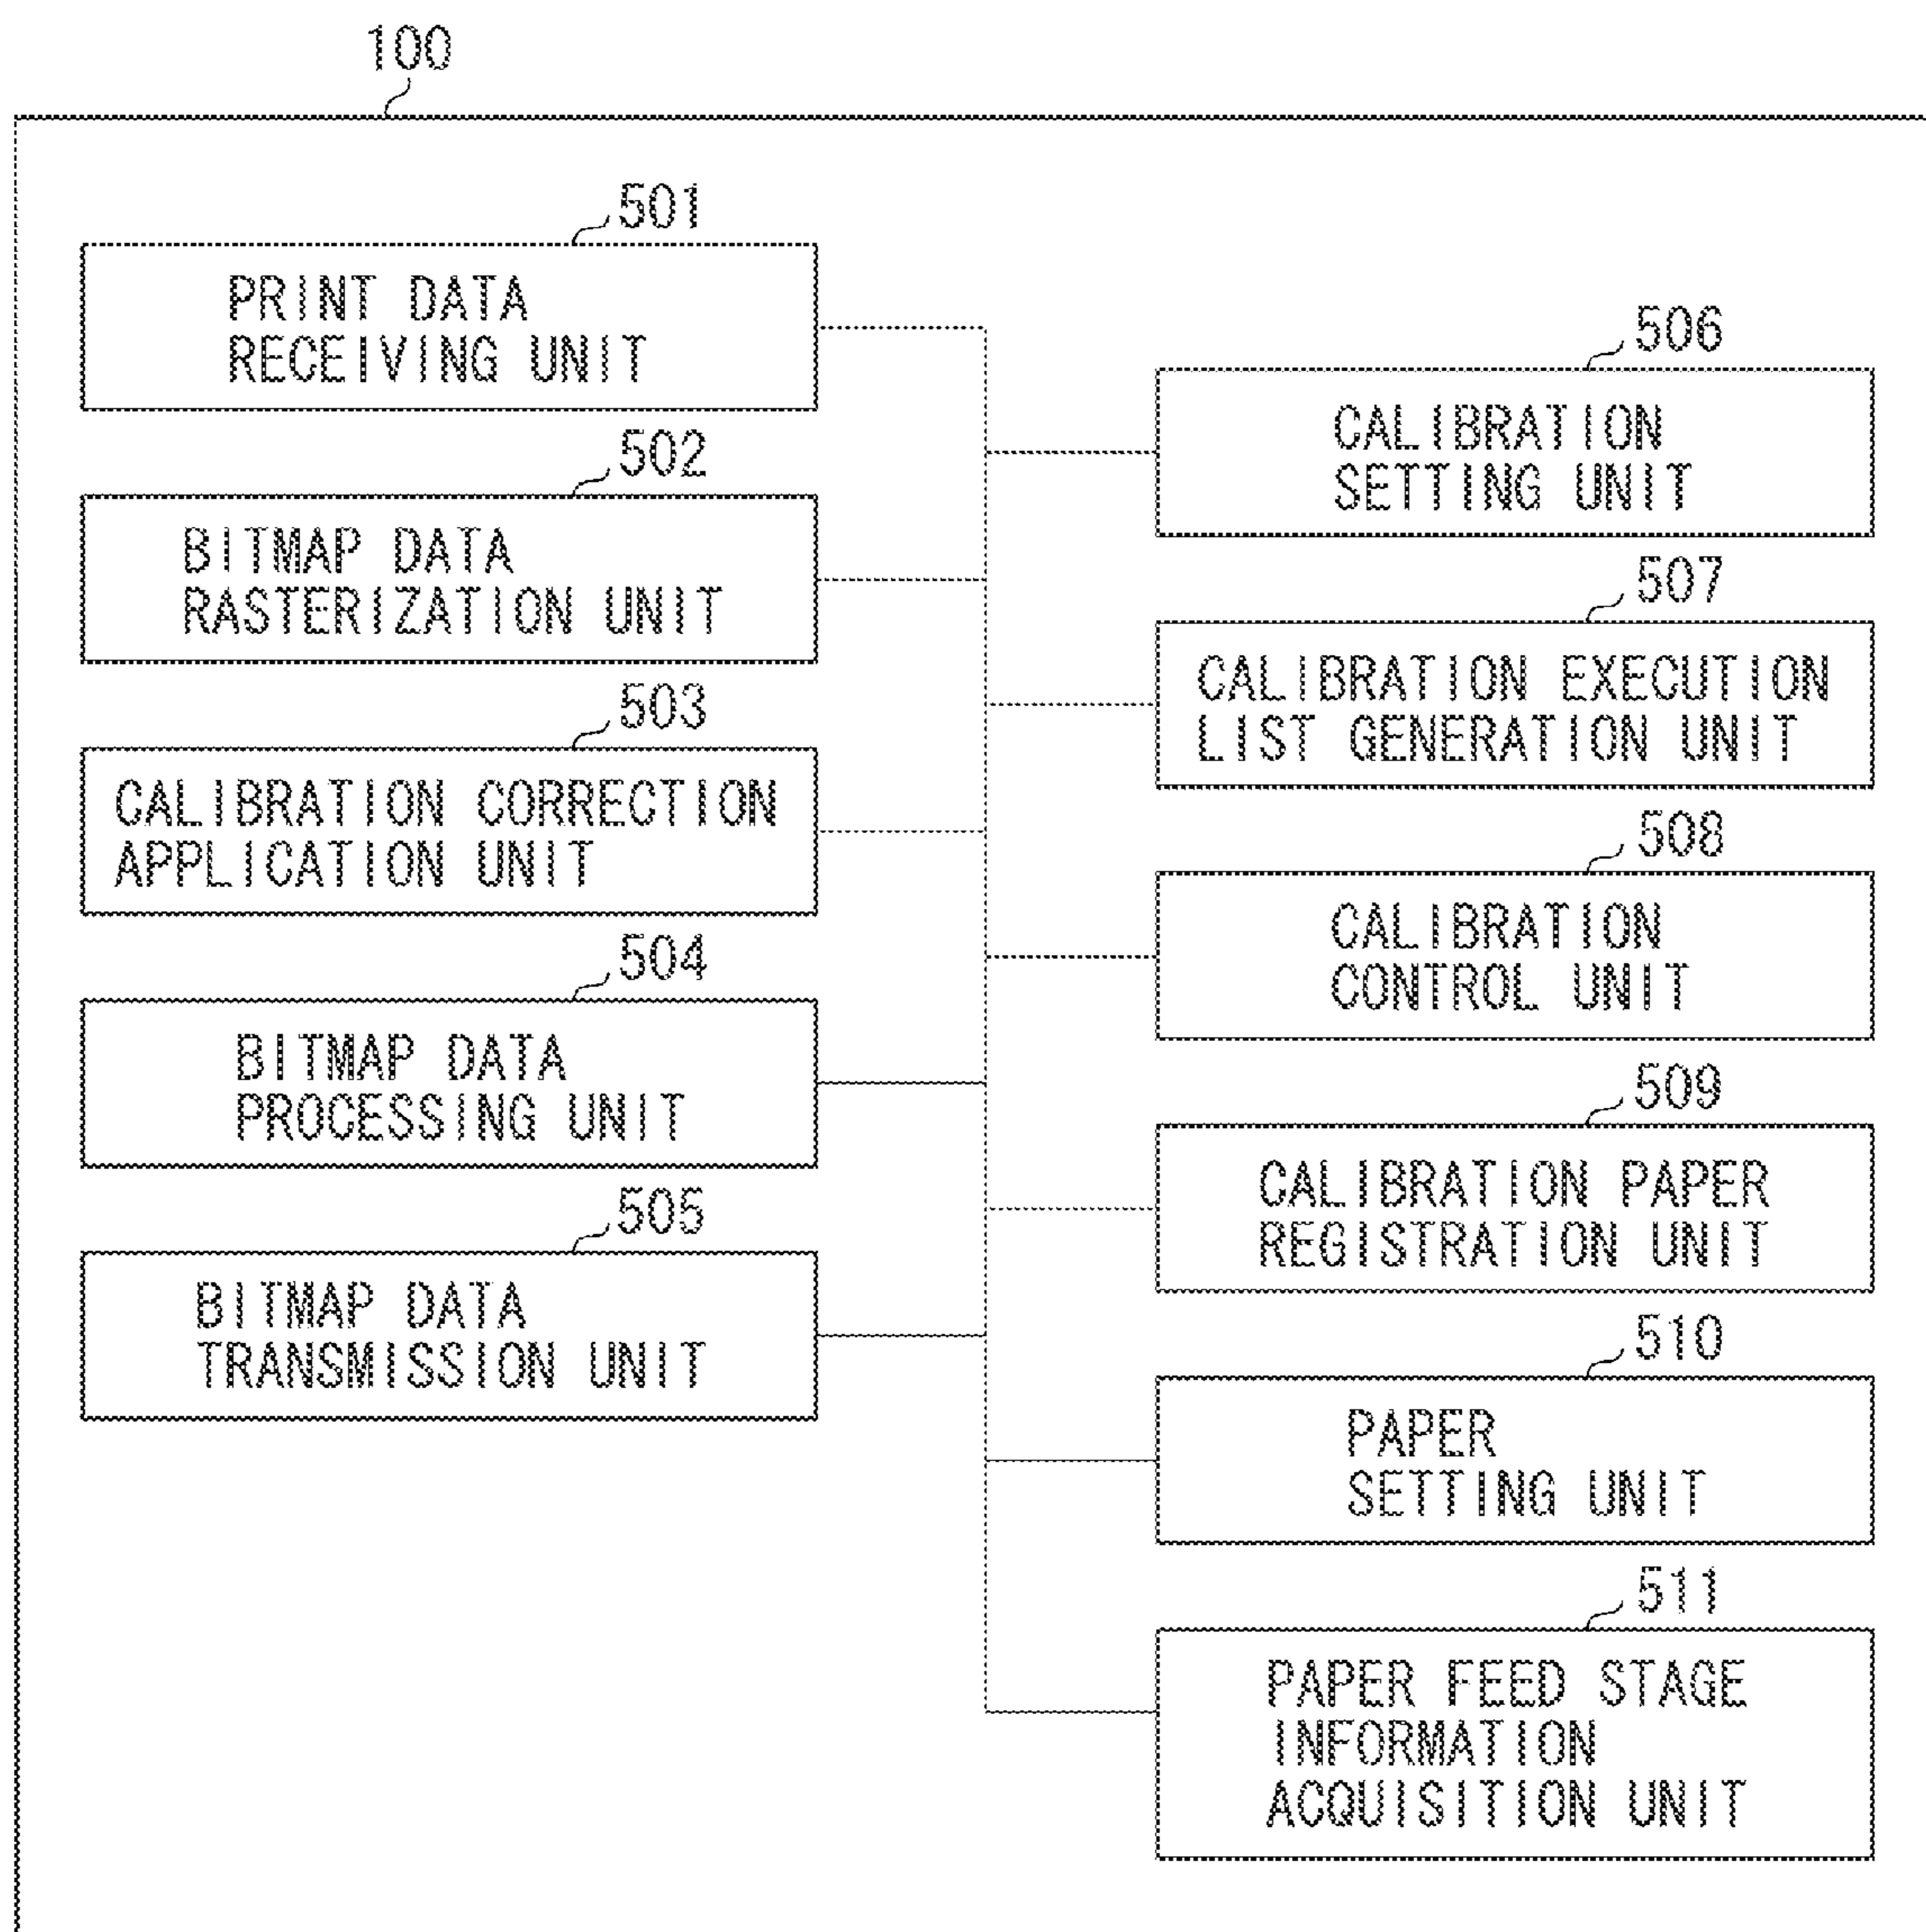 100
501
PRINT DATA
RECEIVING UNIT
502
BITMAP DATA
RASTERIZATION UNIT
503
CALIBRATION CORRECTION
APPLICATION UNIT
504
BITMAP DATA
PROCESSING UNIT
505
BITMAP DATA
TRANSMISSION UNIT
506
CALIBRATION
SETTING UNIT
507
CALIBRATION EXECUTION
LIST GENERATION UNIT
508
CALIBRATION
CONTROL UNIT
509
CALIBRATION PAPER
REGISTRATION UNIT
510
PAPER
SETTING UNIT
511
PAPER FEED STAGE
INFORMATION
ACQUISITION UNIT